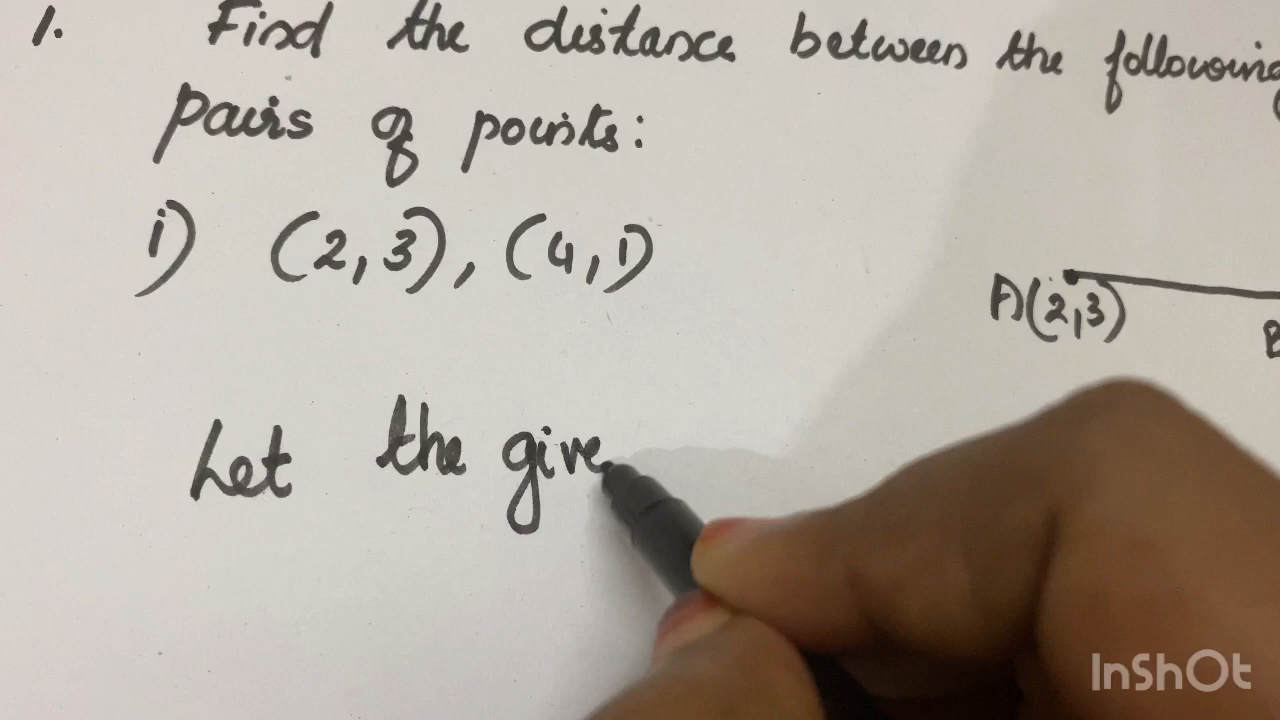 1. Find the distance between the following
pairs of points:
i) (2,3), (4,1)
A(2,3)
B
Let the give
InShOt